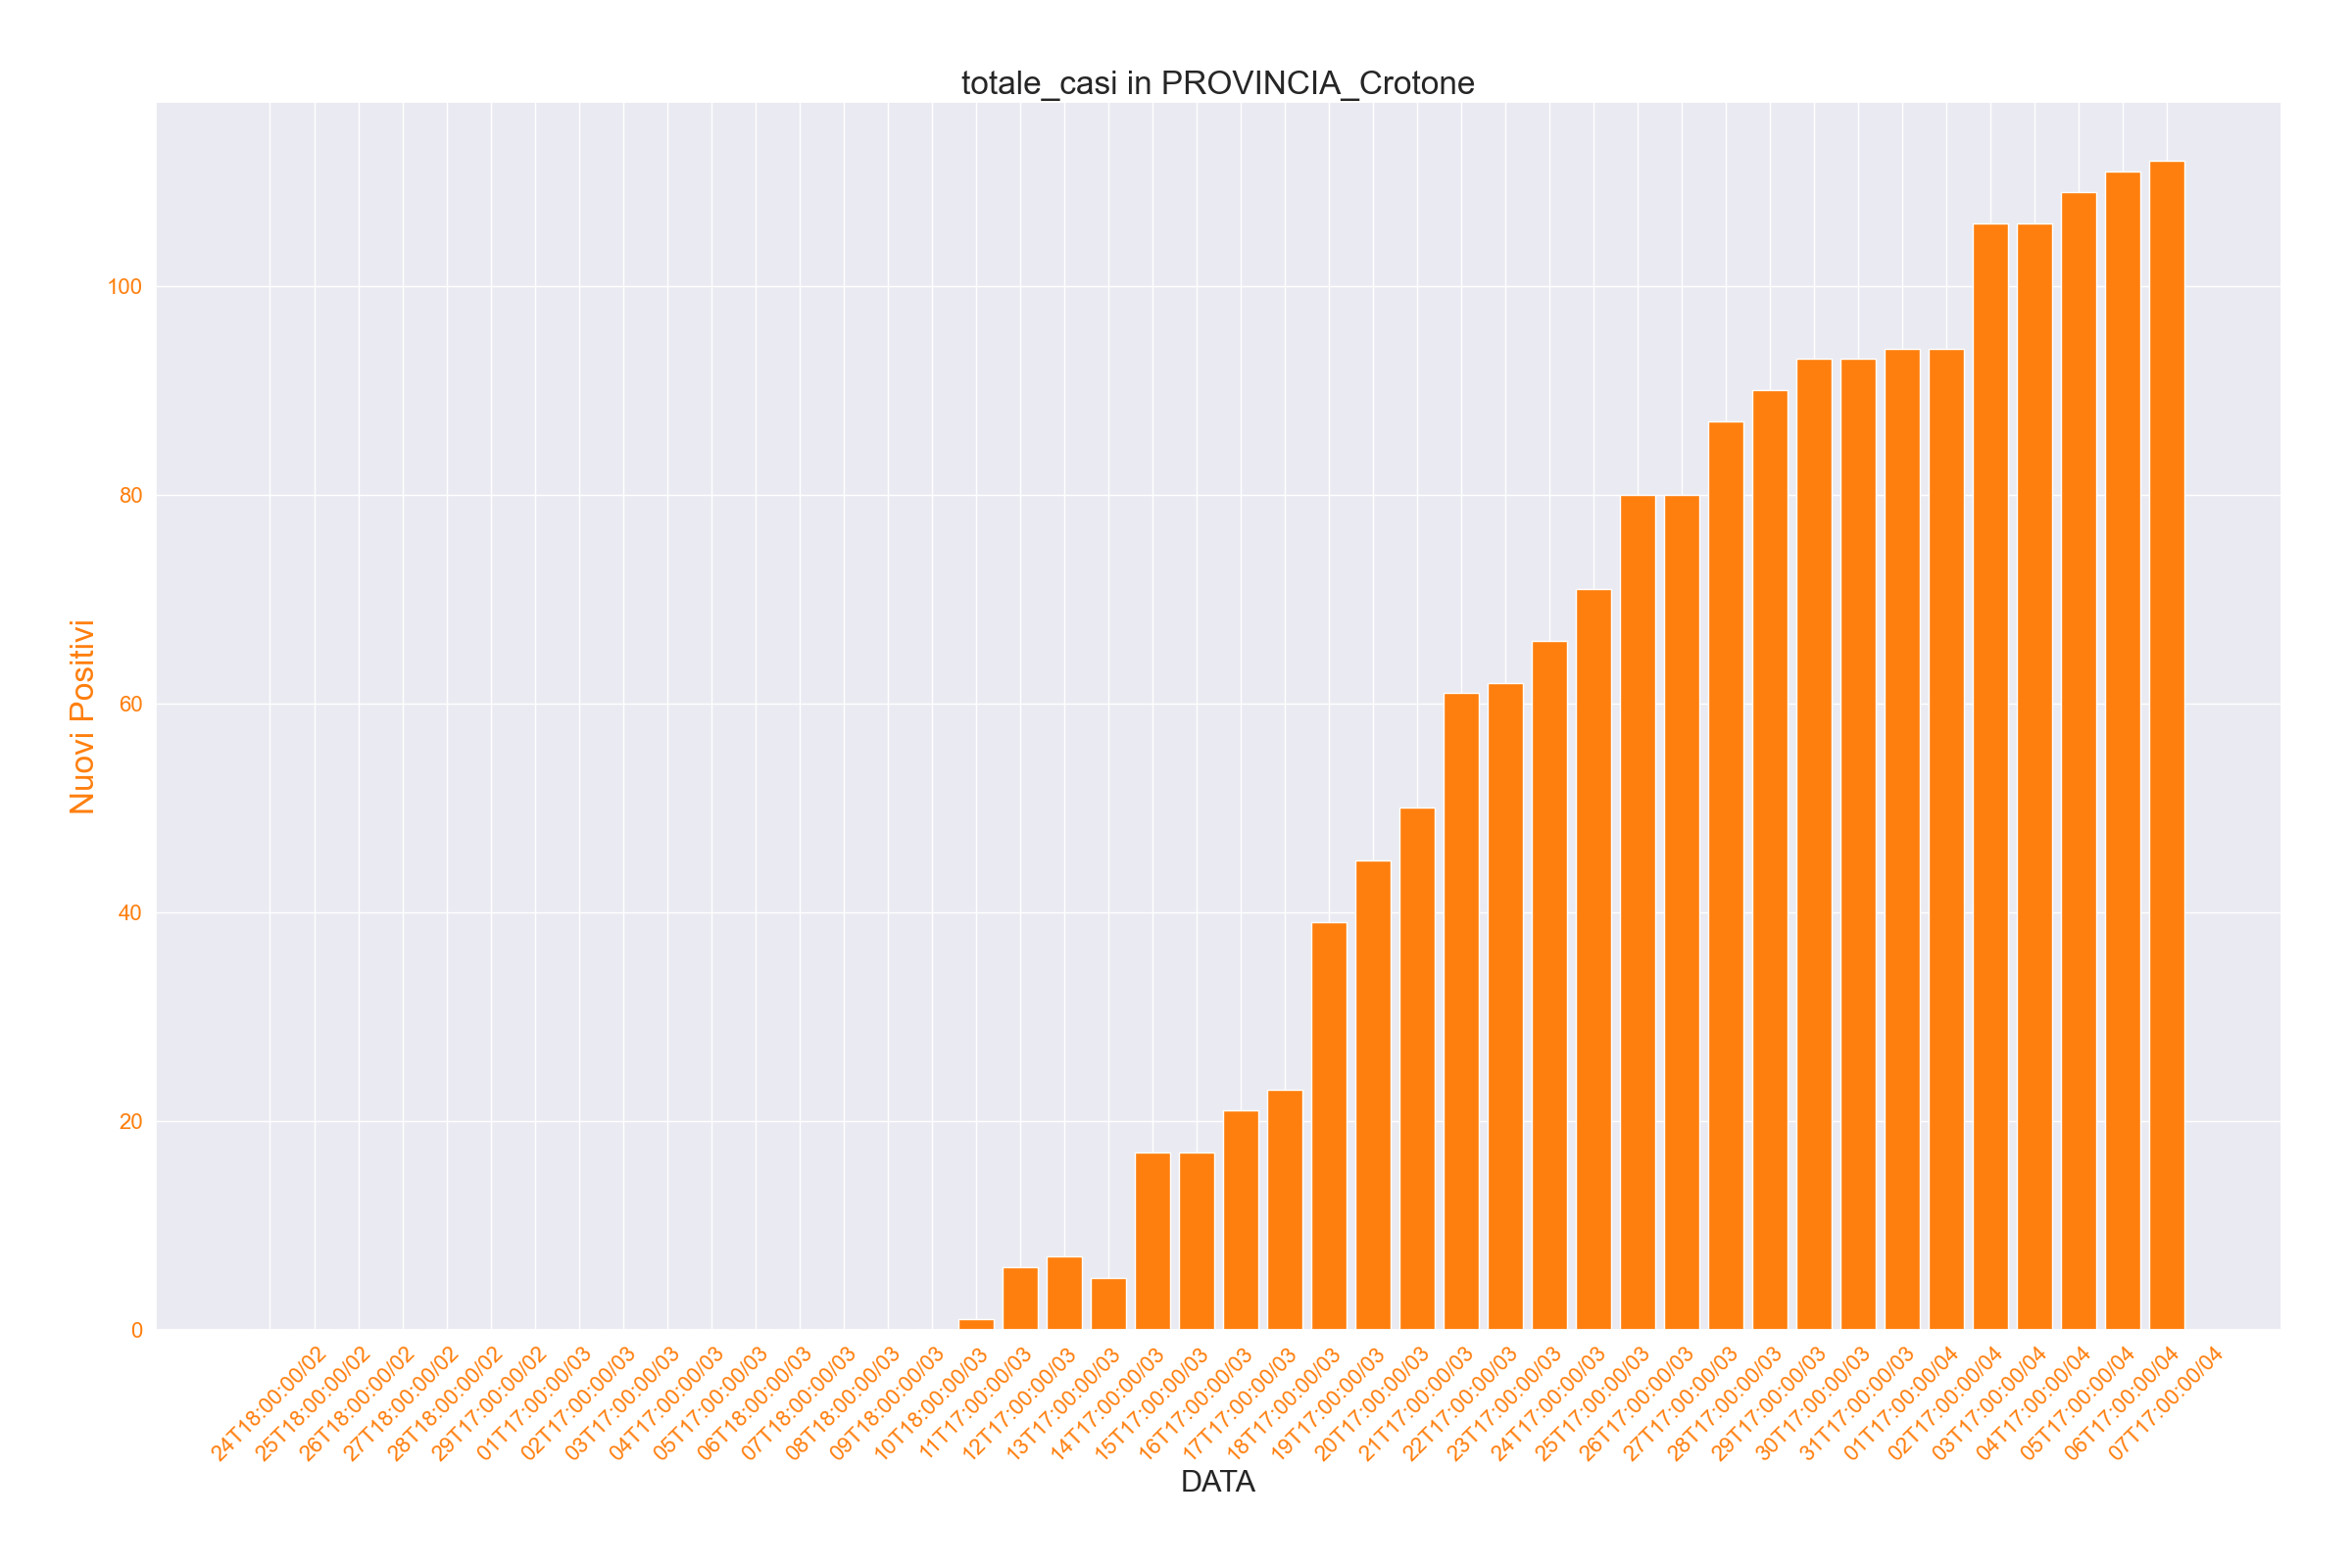 totale_casi in PROVINCIA_Crotone
Nuovi Positivi
100
80
60
40
20
0
24T18:00:00/02
25T18:00:00/02
26T18:00:00/02
27T18:00:00/02
28T18:00:00/02
29T17:00:00/02
01T17:00:00/03
02T17:00:00/03
03T17:00:00/03
04T17:00:00/03
05T17:00:00/03
06T18:00:00/03
07T18:00:00/03
08T18:00:00/03
09T18:00:00/03
10T18:00:00/03
11T17:00:00/03
12T17:00:00/03
13T17:00:00/03
14T17:00:00/03
15T17:00:00/03
16T17:00:00/03
17T17:00:00/03
18T17:00:00/03
19T17:00:00/03
20T17:00:00/03
21T17:00:00/03
22T17:00:00/03
23T17:00:00/03
24T17:00:00/03
25T17:00:00/03
26T17:00:00/03
27T17:00:00/03
28T17:00:00/03
29T17:00:00/03
30T17:00:00/03
31T17:00:00/03
01T17:00:00/04
02T17:00:00/04
03T17:00:00/04
04T17:00:00/04
05T17:00:00/04
06T17:00:00/04
07T17:00:00/04
DATA